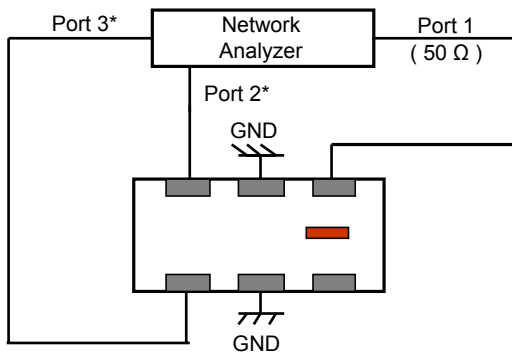 Port 3*
Network
Analyzer
Port 1
( 50 Ω )
Port 2*
GND
GND